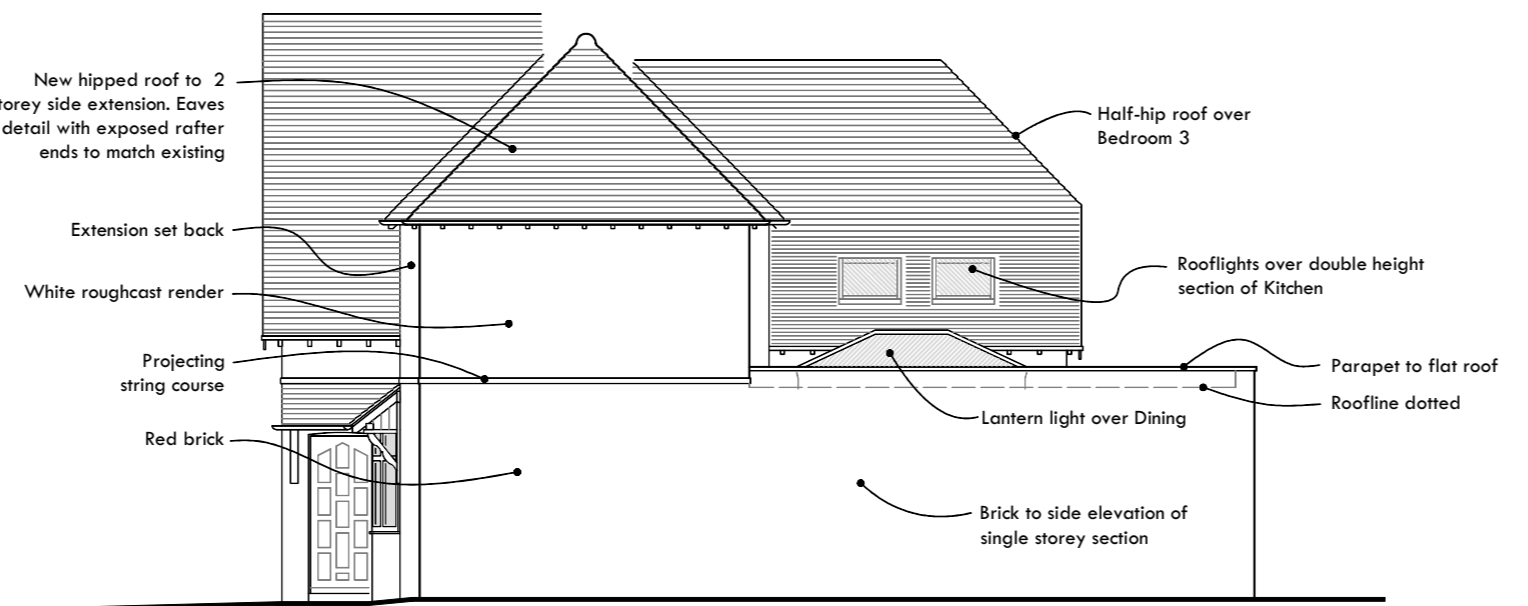 New hipped roof to 2
storey side extension. Eaves
detail with exposed rafter
ends to match existing
Extension set back
White roughcast render
Projecting
string course
Red brick
Half-hip roof over
Bedroom 3
Rooflights over double height
section of Kitchen
Parapet to flat roof
Roofline dotted
Lantern light over Dining
Brick to side elevation of
single storey section